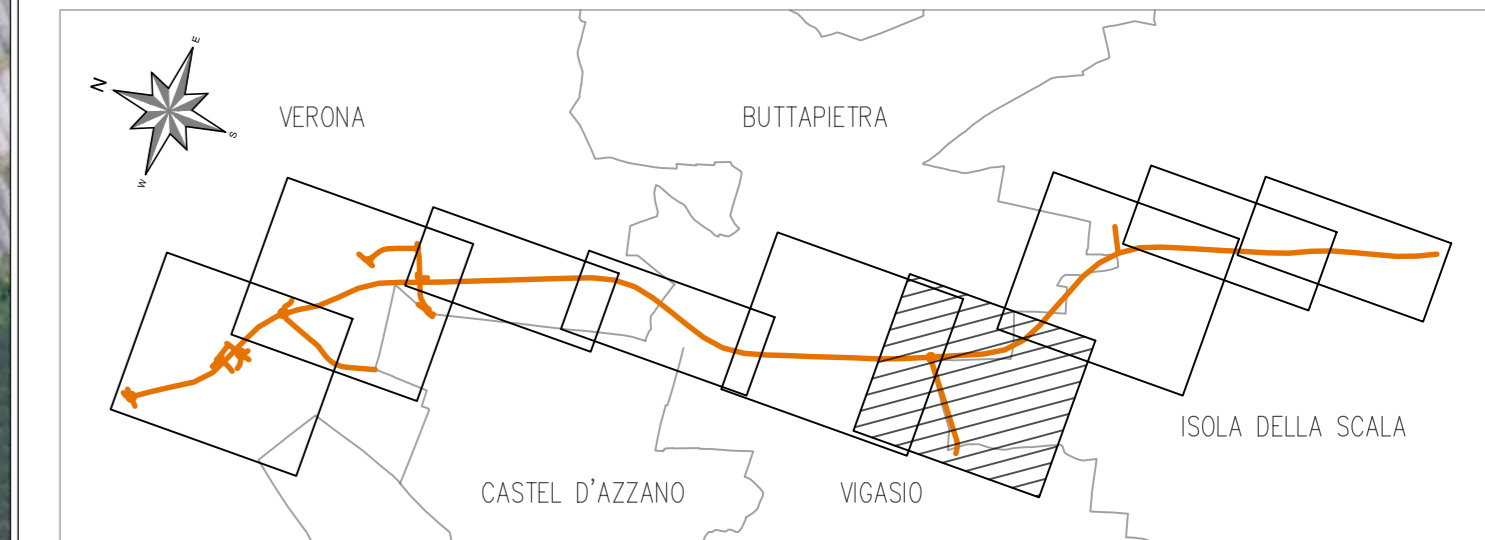 E
N
S
W
VERONA
BUTTAPIETRA
ISOLA DELLA SCALA
CASTEL D'AZZANO
VIGASIO